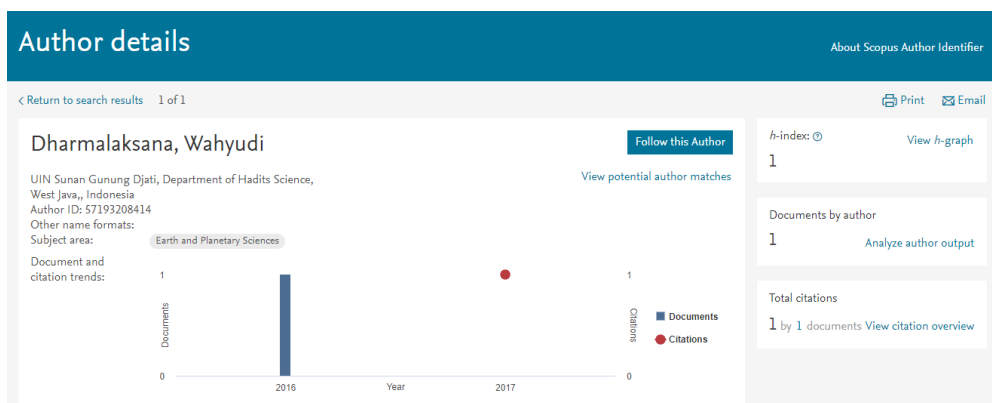 Author details
About Scopus Author Identifier
Return to search results 1 of 1
Print Email
Dharmalaksana, Wahyudi
Follow this Author
View potential author matches
UIN Sunan Gunung Djati, Department of Hadits Science,
West Java,, Indonesia
Author ID: 57193208414
Other name formats:
Subject area: Earth and Planetary Sciences
Document and
citation trends:
1
Documents
0
2016
Year
2017
1
Citations
0
Documents
Citations
h-index:
View h-graph
1
Documents by author
1 Analyze author output
Total citations
1 by 1 documents View citation overview